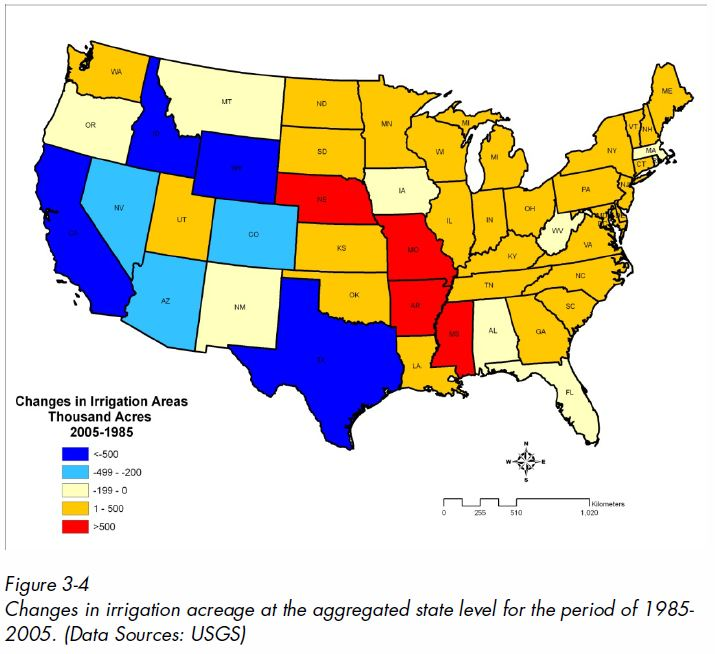 WA
MT
ND
MN
ME
OR
ID
SD
WI
MI
MI
VT
NH
NY
MA
CT
WY
IA
NE
PA
NJ
NV
UT
CO
IL
IN
OH
WV
VA
KS
MO
KY
CA
AZ
NM
OK
AR
TN
NC
SC
MS
AL
GA
TX
LA
FL
Changes in Irrigation Areas
Thousand Acres
2005-1985
<-500
-499 - -200
-199 - 0
1 - 500
>500
N
W E
S
Kilometers
0 255 510 1,020
Figure 3-4
Changes in irrigation acreage at the aggregated state level for the period of 1985-
2005. (Data Sources: USGS)